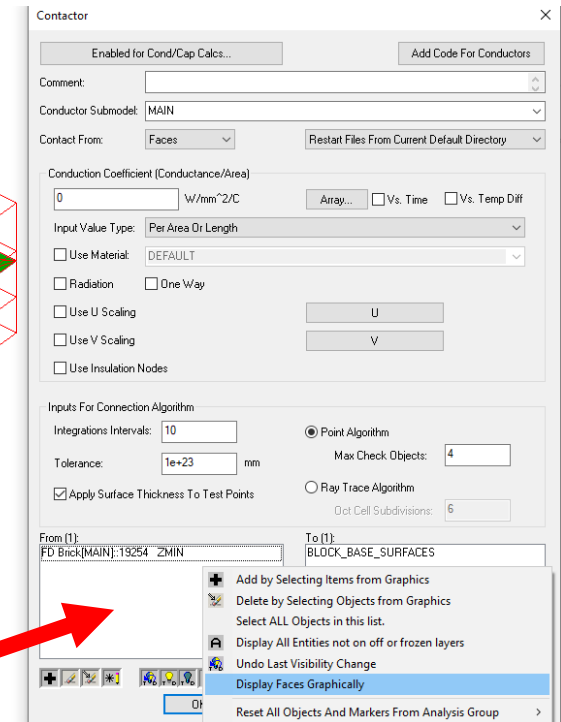 Contactor
Enabled for Cond/Cap Calcs...
Add Code For Conductors
Comment:
Conductor Submodel: MAIN
Contact From: Faces Restart Files From Current Default Directory
Conduction Coefficient (Conductance/Area)
0 W/mm^2/C Array... Vs. Time Vs. Temp Diff
Input Value Type: Per Area Or Length
Use Material: DEFAULT
Radiation One Way
Use U Scaling U
Use V Scaling V
Use Insulation Nodes
Inputs For Connection Algorithm
Integrations Intervals: 10 Point Algorithm
Max Check Objects: 4
Tolerance: 1e+23 mm
Ray Trace Algorithm
Apply Surface Thickness To Test Points
Oct Cell Subdivisions: 6
From (1): To (1):
FD Brick[MAIN]::19254 ZMIN BLOCK_BASE_SURFACES
Add by Selecting Items from Graphics
Delete by Selecting Objects from Graphics
Select ALL Objects in this list.
Display All Entities not on off or frozen layers
Undo Last Visibility Change
Display Faces Graphically
Reset All Objects And Markers From Analysis Group